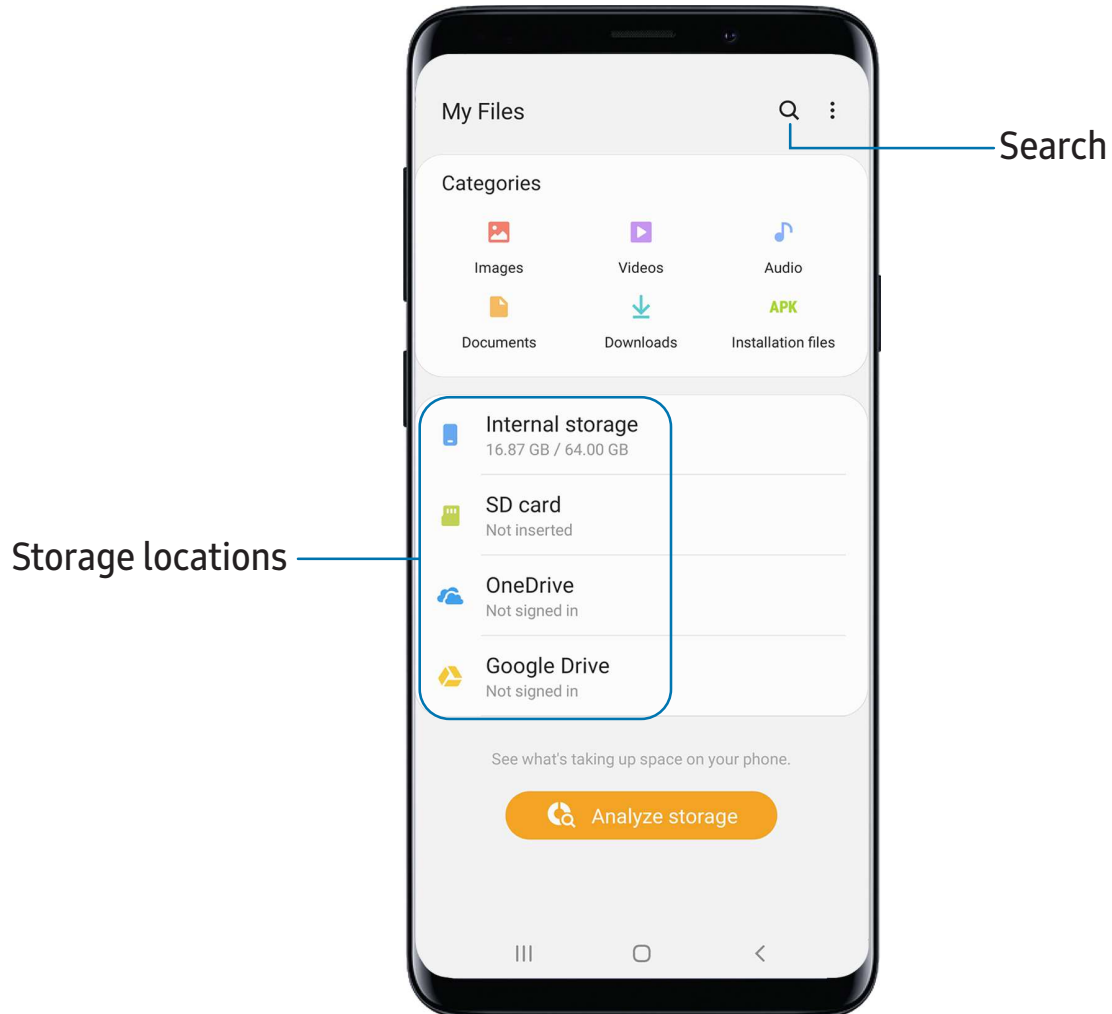 My Files
Search
Categories
Images Videos Audio
APK
Documents Downloads Installation files
Internal storage
16.87 GB / 64.00 GB
SD card
Not inserted
Storage locations
OneDrive
Not signed in
Google Drive
Not signed in
See what's taking up space on your phone.
Analyze storage